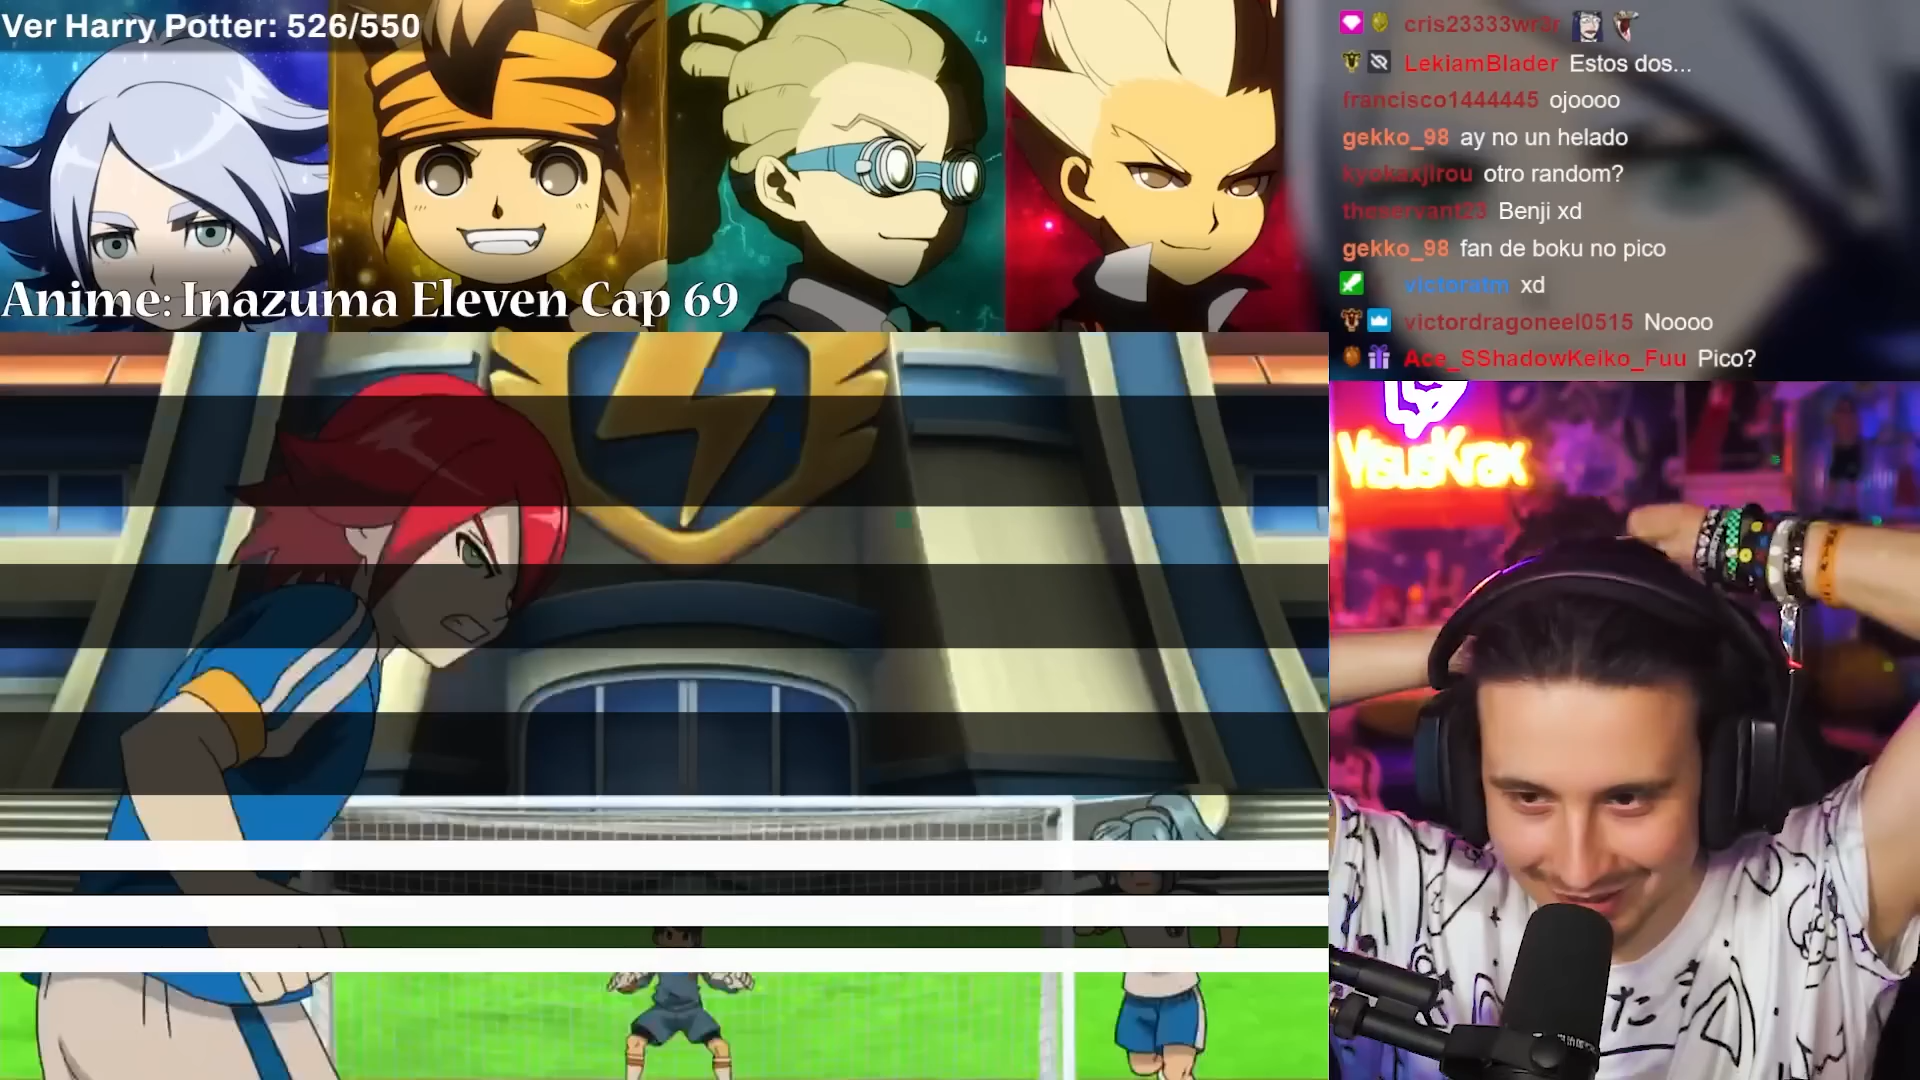 Ver Harry Potter: 526/550
Anime: Inazuma Eleven Cap 69
cris23333wr3r
LekiamBlader Estos dos...
francisco1444445 ojoooo
gekko_98 ay no un helado
kyokaxjirou otro random?
theservant23 Benji xd
gekko_98 fan de boku no pico
victoratm xd
victordragoneel0515 Noooo
Ace_SShadowKeiko_Fuu Pico?
VisusKrax
た